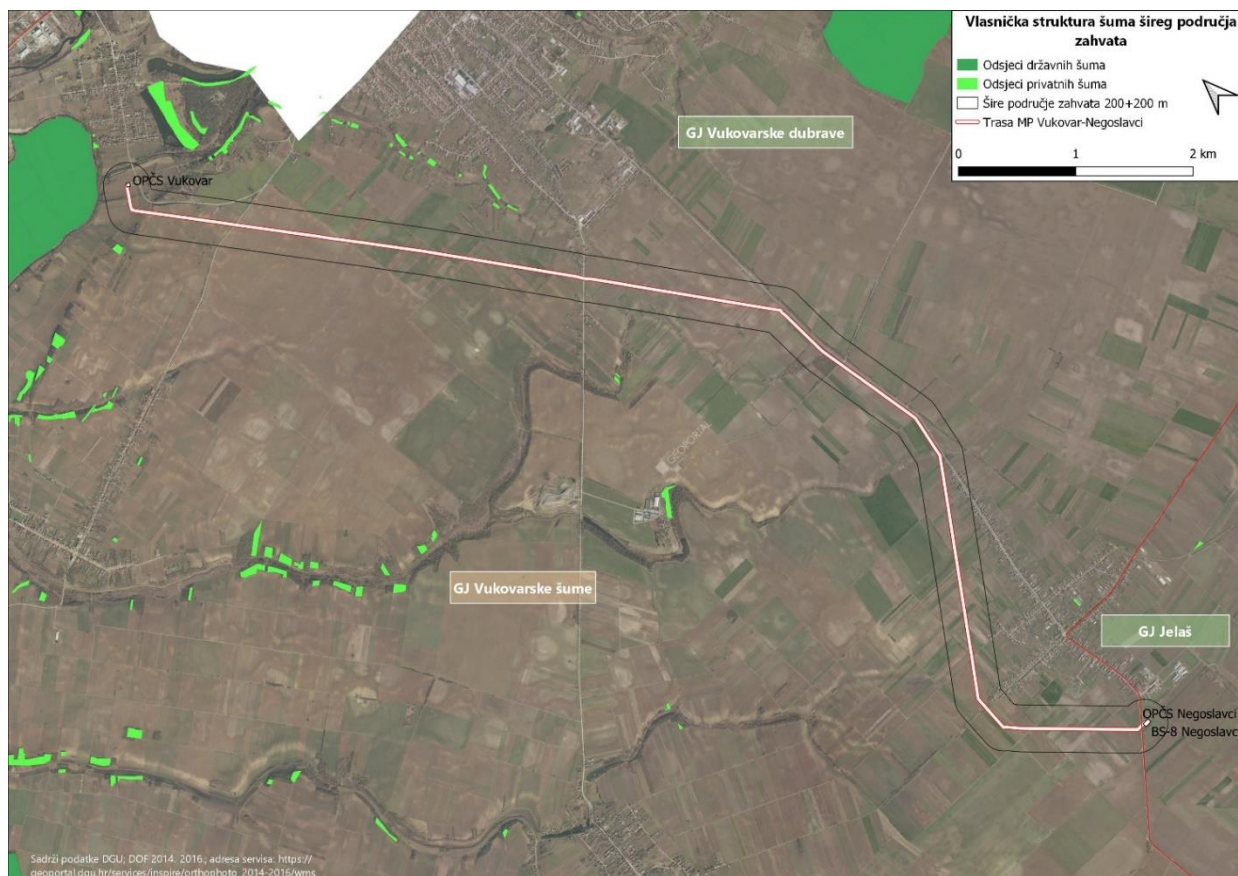 Vlasnička struktura šuma šireg područja
zahvata
Odsjeci državnih šuma
Odsjeci privatnih šuma
Šire područje zahvata 200+200 m
Trasa MP Vukovar-Negoslavci
0 1 2 km
GJ Vukovarske dubrave
OPČS Vukovar
GEOPORTAL
GJ Vukovarske šume
GJ Jelaš
OPČS Negoslavci
BS-8 Negoslavc
Sadrži podatke DGU; DOF 2014. 2016; adresa servisa: https://
geoportal.dgu.hr/services/inspire/orthophoto_2014-2016/wms